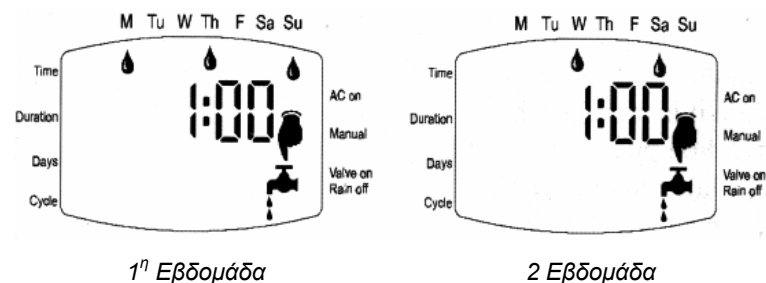 M Tu W Th F Sa Su
Time
1:00
AC on
Duration
Manual
Days
Valve on
Rain off
Cycle
1η Εβδομάδα
M Tu W Th F Sa Su
Time
1:00
AC on
Duration
Manual
Days
Valve on
Rain off
Cycle
2 Εβδομάδα